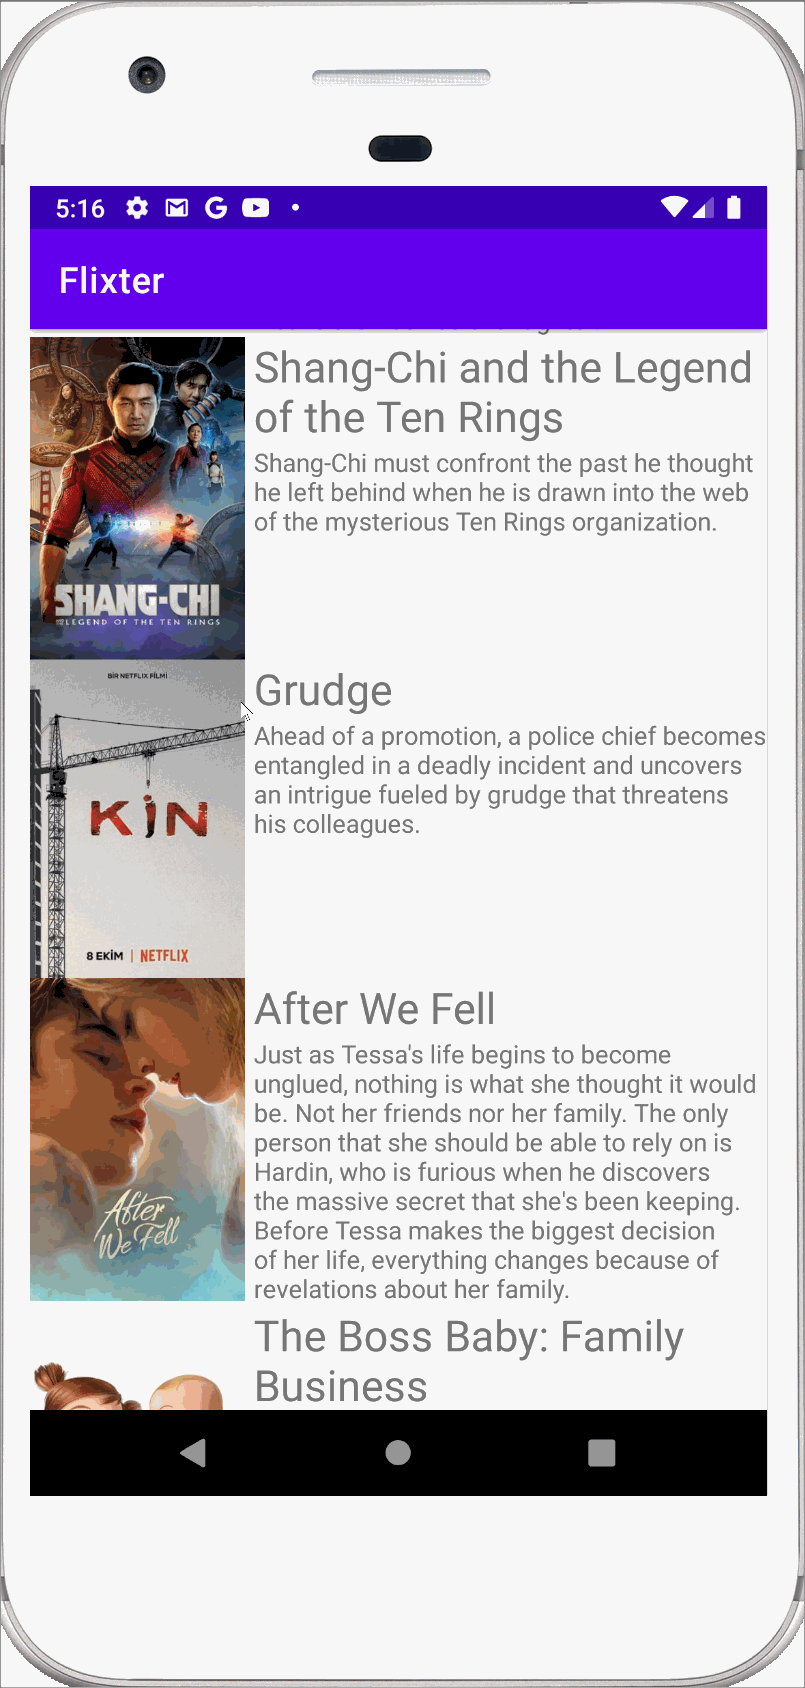 5:16
Flixter
Shang-Chi and the Legend
of the Ten Rings
Shang-Chi must confront the past he thought
he left behind when he is drawn into the web
of the mysterious Ten Rings organization.
SHANG-CHI
LEGEND OF THE TEN RINGS
BİR NETFLIX FİLMİ
Grudge
Ahead of a promotion, a police chief becomes
entangled in a deadly incident and uncovers
an intrigue fueled by grudge that threatens
his colleagues.
KİN
8 EKİM | NETFLIX
After We Fell
Just as Tessa's life begins to become
unglued, nothing is what she thought it would
be. Not her friends nor her family. The only
person that she should be able to rely on is
Hardin, who is furious when he discovers
the massive secret that she's been keeping.
Before Tessa makes the biggest decision
of her life, everything changes because of
revelations about her family.
After
We Fell
The Boss Baby: Family
Business